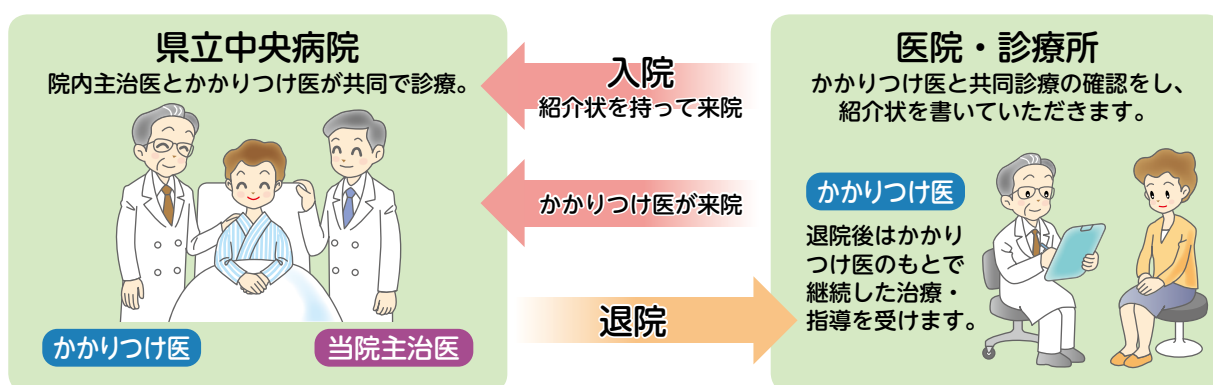 県立中央病院
院内主治医とかかりつけ医が共同で診療。
かかりつけ医
当院主治医
入院
紹介状を持って来院
かかりつけ医が来院
退院
医院・診療所
かかりつけ医と共同診療の確認をし、
紹介状を書いていただきます。
かかりつけ医
退院後はかかり
つけ医のもとで
継続した治療・
指導を受けます。